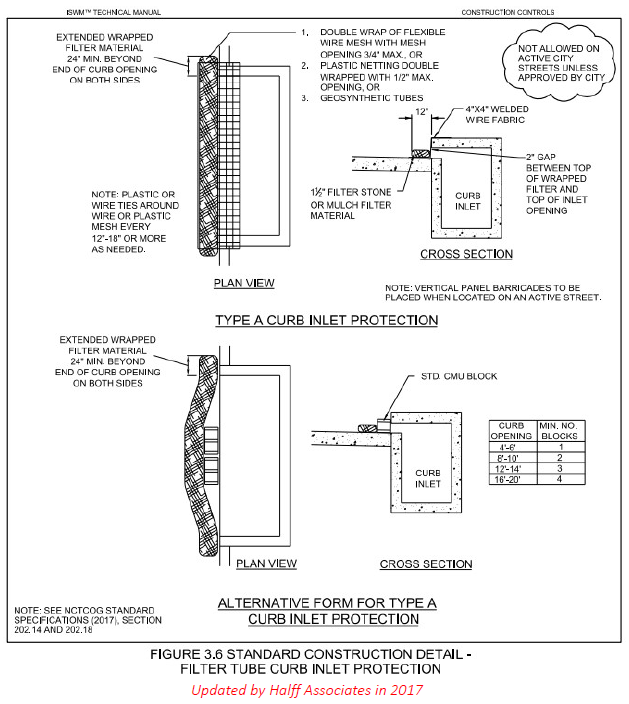 ISWM™ TECHNICAL MANUAL
CONSTRUCTION CONTROLS
EXTENDED WRAPPED
FILTER MATERIAL
24" MIN. BEYOND
END OF CURB OPENING
ON BOTH SIDES
1. DOUBLE WRAP OF FLEXIBLE
WIRE MESH WITH MESH
OPENING 3/4" MAX., OR
2. PLASTIC NETTING DOUBLE
WRAPPED WITH 1/2" MAX.
OPENING, OR
3. GEOSYNTHETIC TUBES
NOT ALLOWED ON
ACTIVE CITY
STREETS UNLESS
APPROVED BY CITY
12"
4"X4" WELDED
WIRE FABRIC
2" GAP
BETWEEN TOP
OF WRAPPED
FILTER AND
TOP OF INLET
OPENING
1½" FILTER STONE
OR MULCH FILTER
MATERIAL
CURB
INLET
NOTE: PLASTIC OR
WIRE TIES AROUND
WIRE OR PLASTIC
MESH EVERY
12"-18" OR MORE
AS NEEDED.
CROSS SECTION
PLAN VIEW
NOTE: VERTICAL PANEL BARRICADES TO BE
PLACED WHEN LOCATED ON AN ACTIVE STREET.
TYPE A CURB INLET PROTECTION
EXTENDED WRAPPED
FILTER MATERIAL
24" MIN. BEYOND
END OF CURB OPENING
ON BOTH SIDES
STD. CMU BLOCK
CURB
INLET
CURB OPENING MIN. NO. BLOCKS
4'-6' 1
8'-10' 2
12'-14' 3
16'-20' 4
PLAN VIEW
CROSS SECTION
ALTERNATIVE FORM FOR TYPE A
CURB INLET PROTECTION
NOTE: SEE NCTCOG STANDARD
SPECIFICATIONS (2017), SECTION
202.14 AND 202.18
FIGURE 3.6 STANDARD CONSTRUCTION DETAIL -
FILTER TUBE CURB INLET PROTECTION
Updated by Halff Associates in 2017